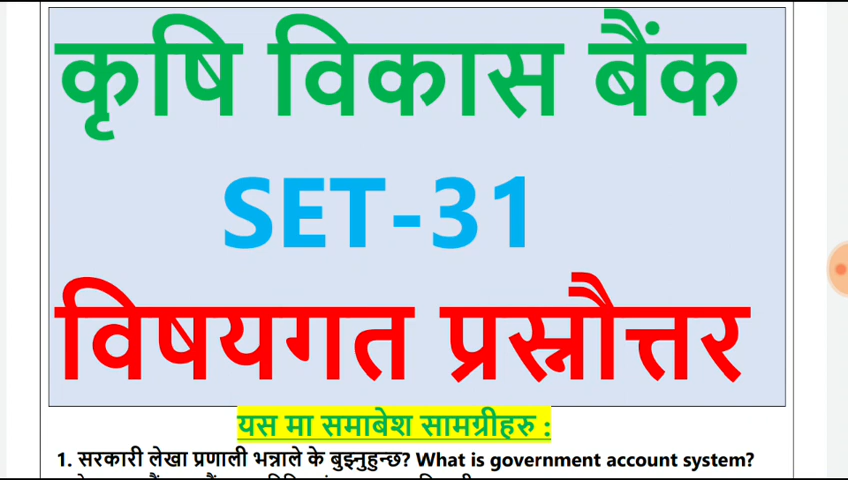 कृषि विकास बैंक
SET-31
विषयगत प्रस्नौत्तर
यस मा समाबेश सामग्रीहरु :
1. सरकारी लेखा प्रणाली भन्नाले के बुझ्नुहुन्छ? What is government account system?